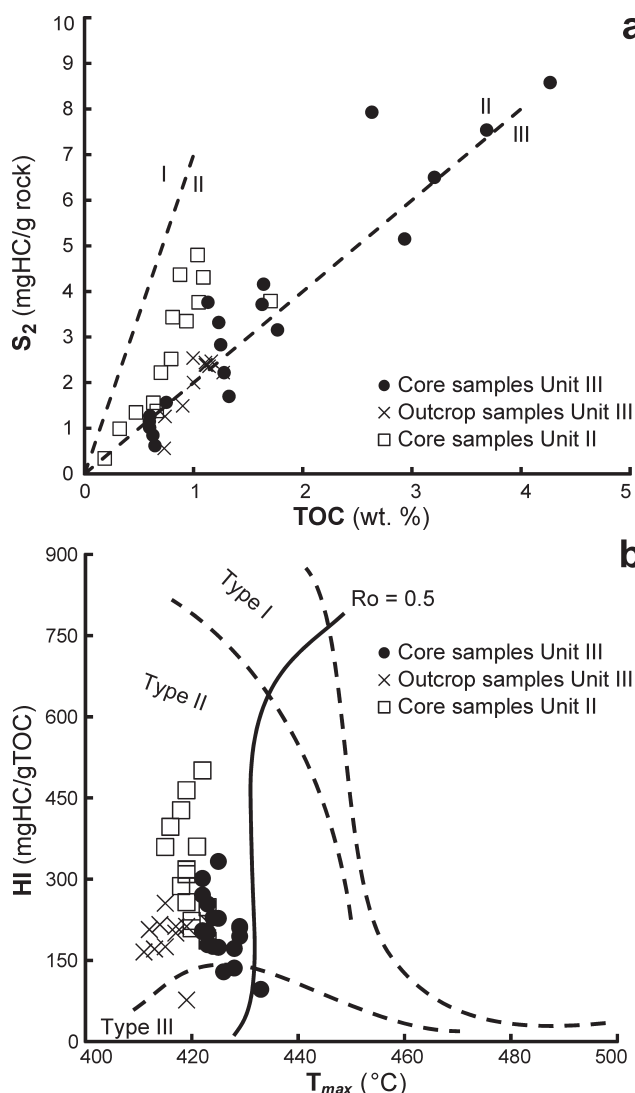 a
10
9
8
7
6
5
4
3
2
1
0
S2 (mgHC/g rock)
I
II
II
III
Core samples Unit III
Outcrop samples Unit III
Core samples Unit II
0
1
2
3
4
5
TOC (wt. %)
b
900
750
600
450
300
150
0
HI (mgHC/gTOC)
Type I
Ro = 0.5
Type II
Core samples Unit III
Outcrop samples Unit III
Core samples Unit II
Type III
400
420
440
460
480
500
Tmax (°C)